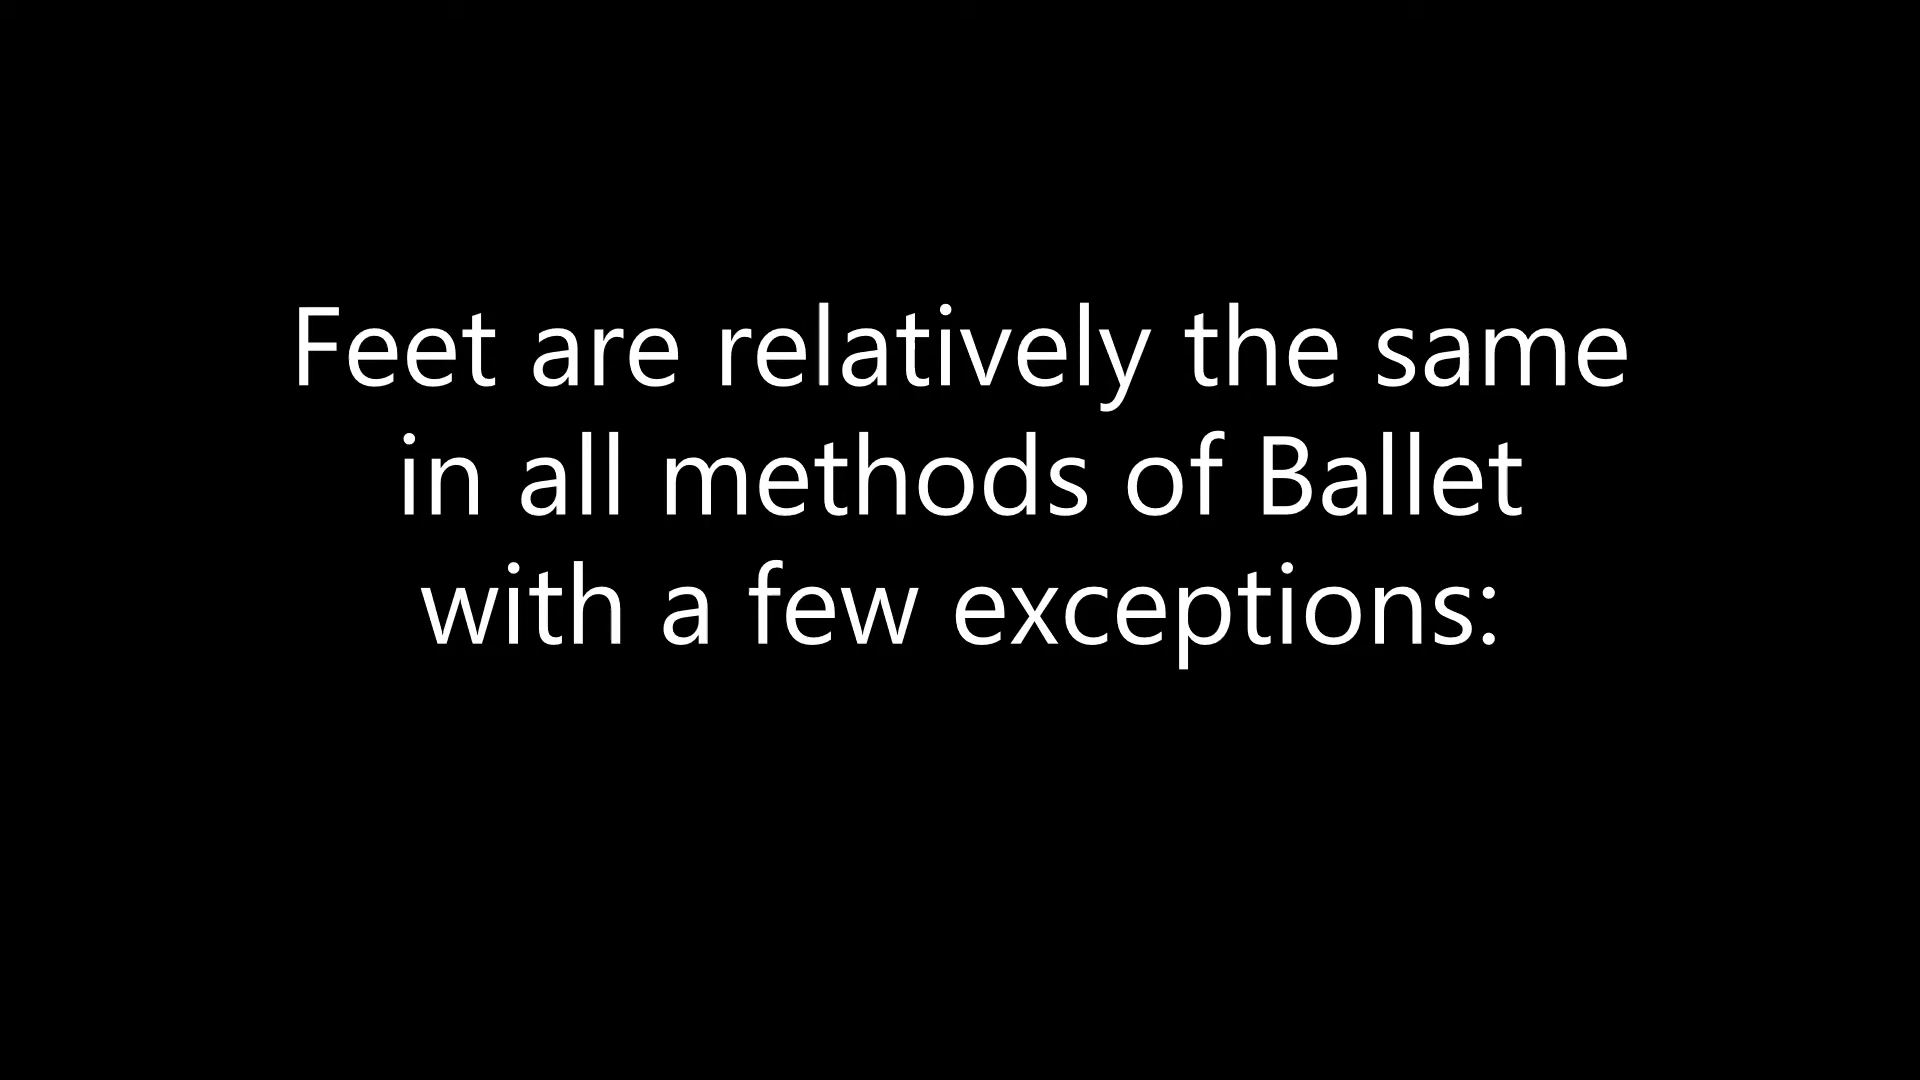 Feet are relatively the same
in all methods of Ballet
with a few exceptions: